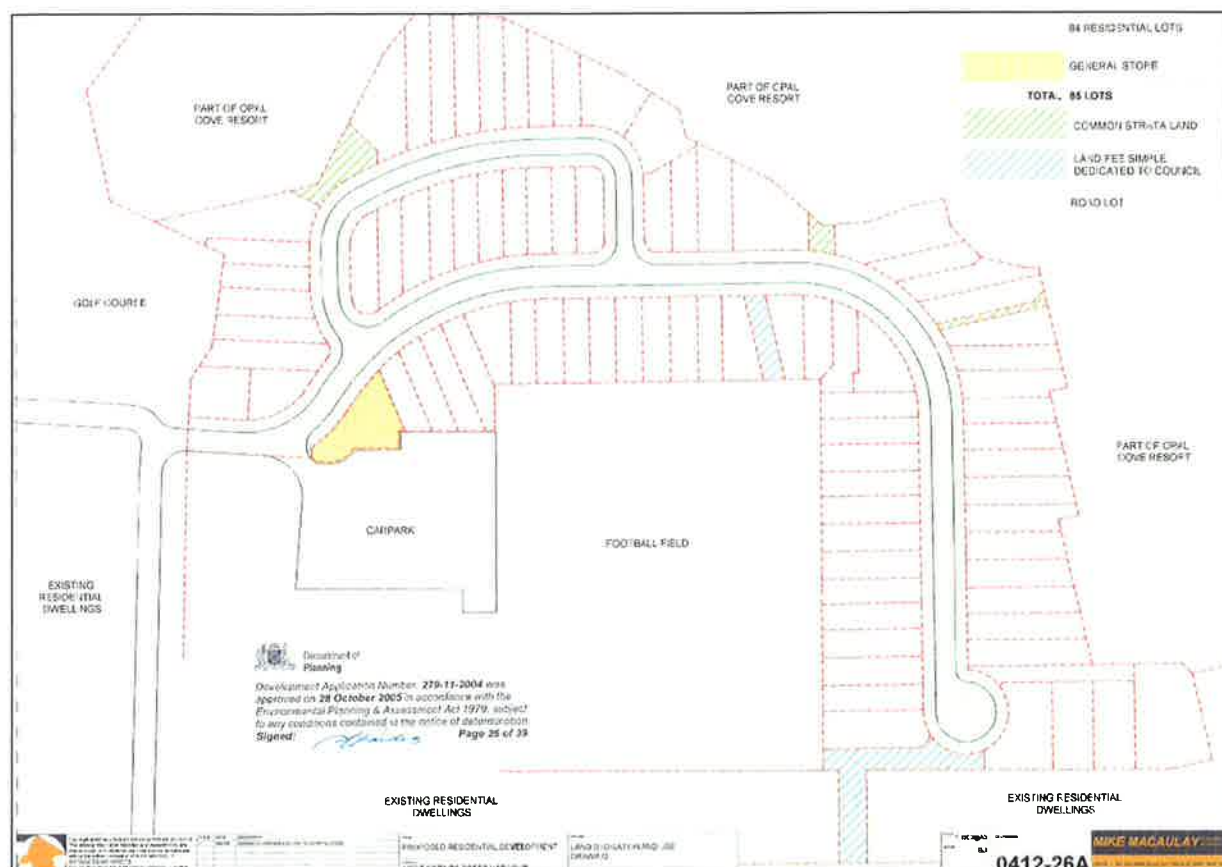 84 RESIDENTIAL LOTS
GENERAL STORE
TOTAL 85 LOTS
COMMON STRATA LAND
LAND FEE SIMPLE
DEDICATED TO COUNCIL
ROAD LOT
PART OF OPAL
COVE RESORT
PART OF OPAL
COVE RESORT
GOLF COURSE
PART OF OPAL
COVE RESORT
CARPARK
FOOTBALL FIELD
EXISTING
RESIDENTIAL
DWELLINGS
Department of
Planning
Development Application Number, 279-11-2004 was
approved on 28 October 2005 in accordance with the
Environmental Planning & Assessment Act 1979, subject
to any conditions contained in the notice of determination
Signed:
Page 25 of 39
EXISTING RESIDENTIAL
DWELLINGS
EXISTING RESIDENTIAL
DWELLINGS
PROPOSED RESIDENTIAL DEVELOPMENT
0412-26A
MIKE MACAULAY